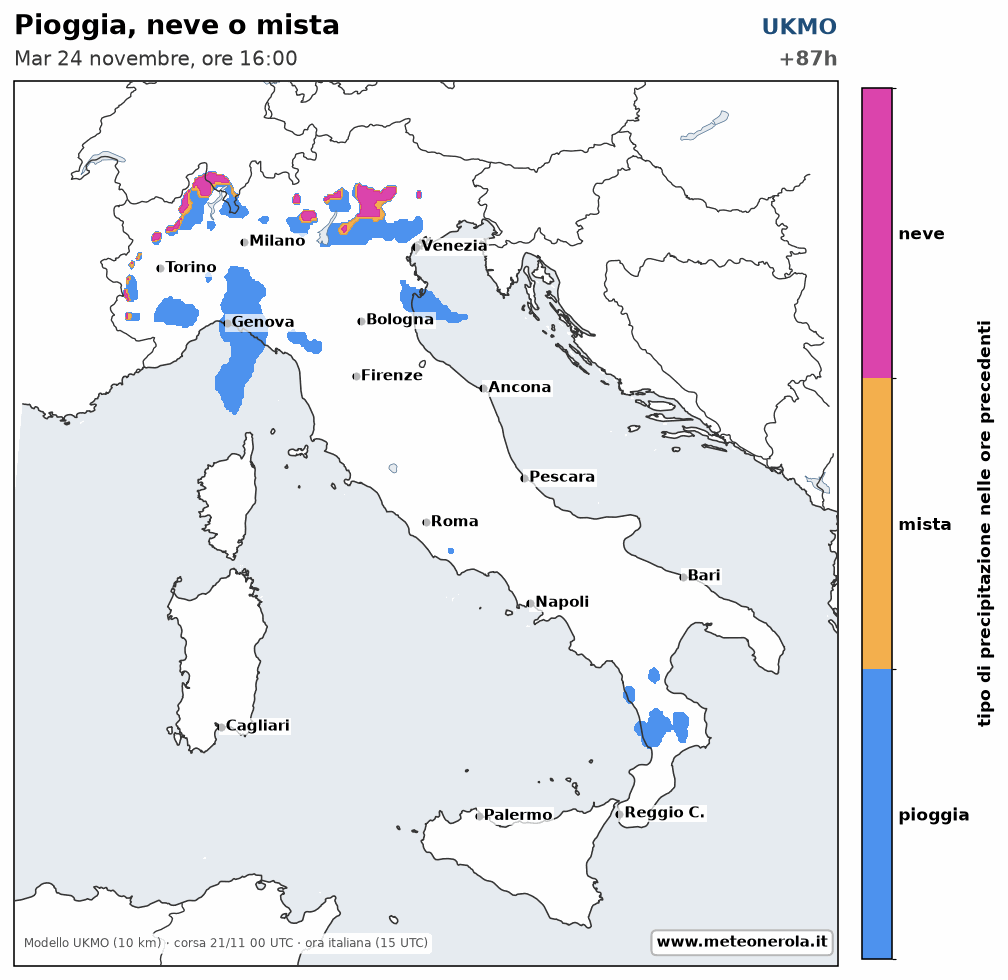 Pioggia, neve o mista
UKMO
Mar 24 novembre, ore 16:00
+87h
neve
mista
pioggia
tipo di precipitazione nelle ore precedenti
Milano
Venezia
Torino
Genova
Bologna
Firenze
Ancona
Pescara
Roma
Bari
Napoli
Cagliari
Palermo
Reggio C.
Modello UKMO (10 km) · corsa 21/11 00 UTC · ora italiana (15 UTC)
www.meteonerola.it